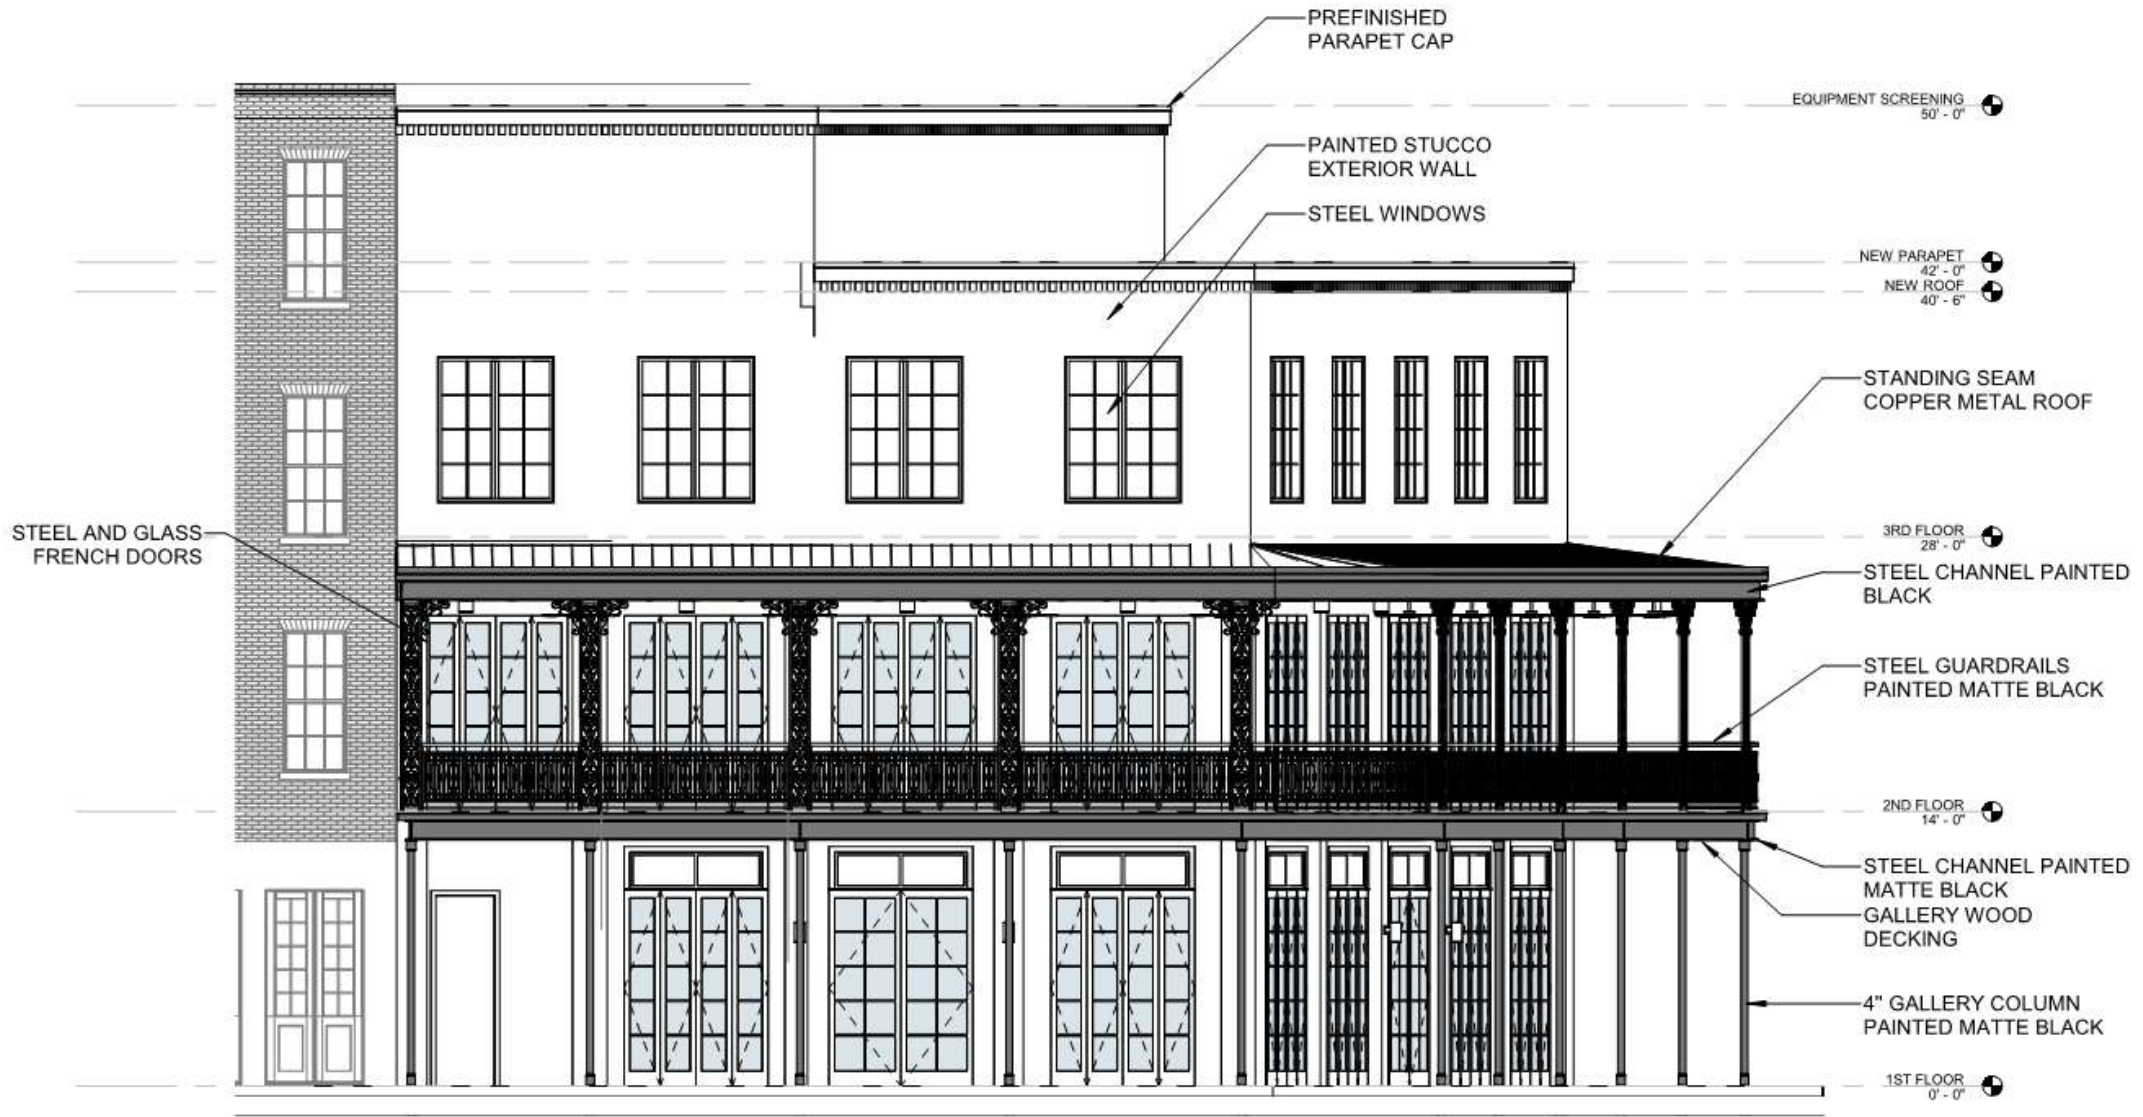 PREFINISHED
PARAPET CAP
EQUIPMENT SCREENING
50' - 0"
PAINTED STUCCO
EXTERIOR WALL
STEEL WINDOWS
NEW PARAPET
42' - 0"
NEW ROOF
40' - 6"
STANDING SEAM
COPPER METAL ROOF
STEEL AND GLASS
FRENCH DOORS
3RD FLOOR
28' - 0"
STEEL CHANNEL PAINTED
BLACK
STEEL GUARDRAILS
PAINTED MATTE BLACK
2ND FLOOR
14' - 0"
STEEL CHANNEL PAINTED
MATTE BLACK
GALLERY WOOD
DECKING
4" GALLERY COLUMN
PAINTED MATTE BLACK
1ST FLOOR
0' - 0"